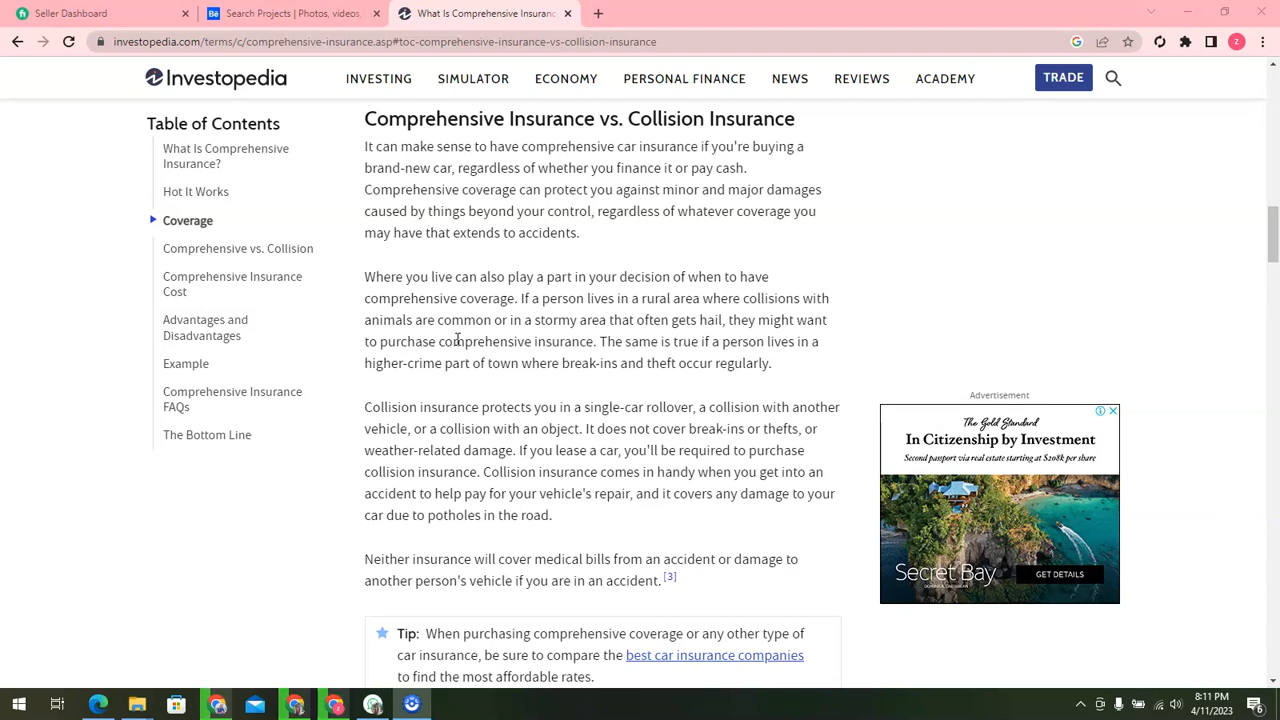 Seller Dashboard
Search Projects | Photos, videos,
What Is Comprehensive Insuranc
investopedia.com/terms/c/comprehensive-insurance.asp#toc-comprehensive-insurance-vs-collision-insurance
z
Investopedia
INVESTING
SIMULATOR
ECONOMY
PERSONAL FINANCE
NEWS
REVIEWS
ACADEMY
TRADE
Table of Contents
What Is Comprehensive
Insurance?
Hot It Works
Coverage
Comprehensive vs. Collision
Comprehensive Insurance
Cost
Advantages and
Disadvantages
Example
Comprehensive Insurance
FAQs
The Bottom Line
Comprehensive Insurance vs. Collision Insurance
It can make sense to have comprehensive car insurance if you're buying a
brand-new car, regardless of whether you finance it or pay cash.
Comprehensive coverage can protect you against minor and major damages
caused by things beyond your control, regardless of whatever coverage you
may have that extends to accidents.
Where you live can also play a part in your decision of when to have
comprehensive coverage. If a person lives in a rural area where collisions with
animals are common or in a stormy area that often gets hail, they might want
to purchase comprehensive insurance. The same is true if a person lives in a
higher-crime part of town where break-ins and theft occur regularly.
Collision insurance protects you in a single-car rollover, a collision with another
vehicle, or a collision with an object. It does not cover break-ins or thefts, or
weather-related damage. If you lease a car, you'll be required to purchase
collision insurance. Collision insurance comes in handy when you get into an
accident to help pay for your vehicle's repair, and it covers any damage to your
car due to potholes in the road.
Neither insurance will cover medical bills from an accident or damage to
another person's vehicle if you are in an accident. [3]
Tip: When purchasing comprehensive coverage or any other type of
car insurance, be sure to compare the best car insurance companies
to find the most affordable rates.
Advertisement
The Gold Standard
In Citizenship by Investment
Second passport via real estate starting at $208k per share
Secret Bay
GET DETAILS
8:11 PM
4/11/2023
6